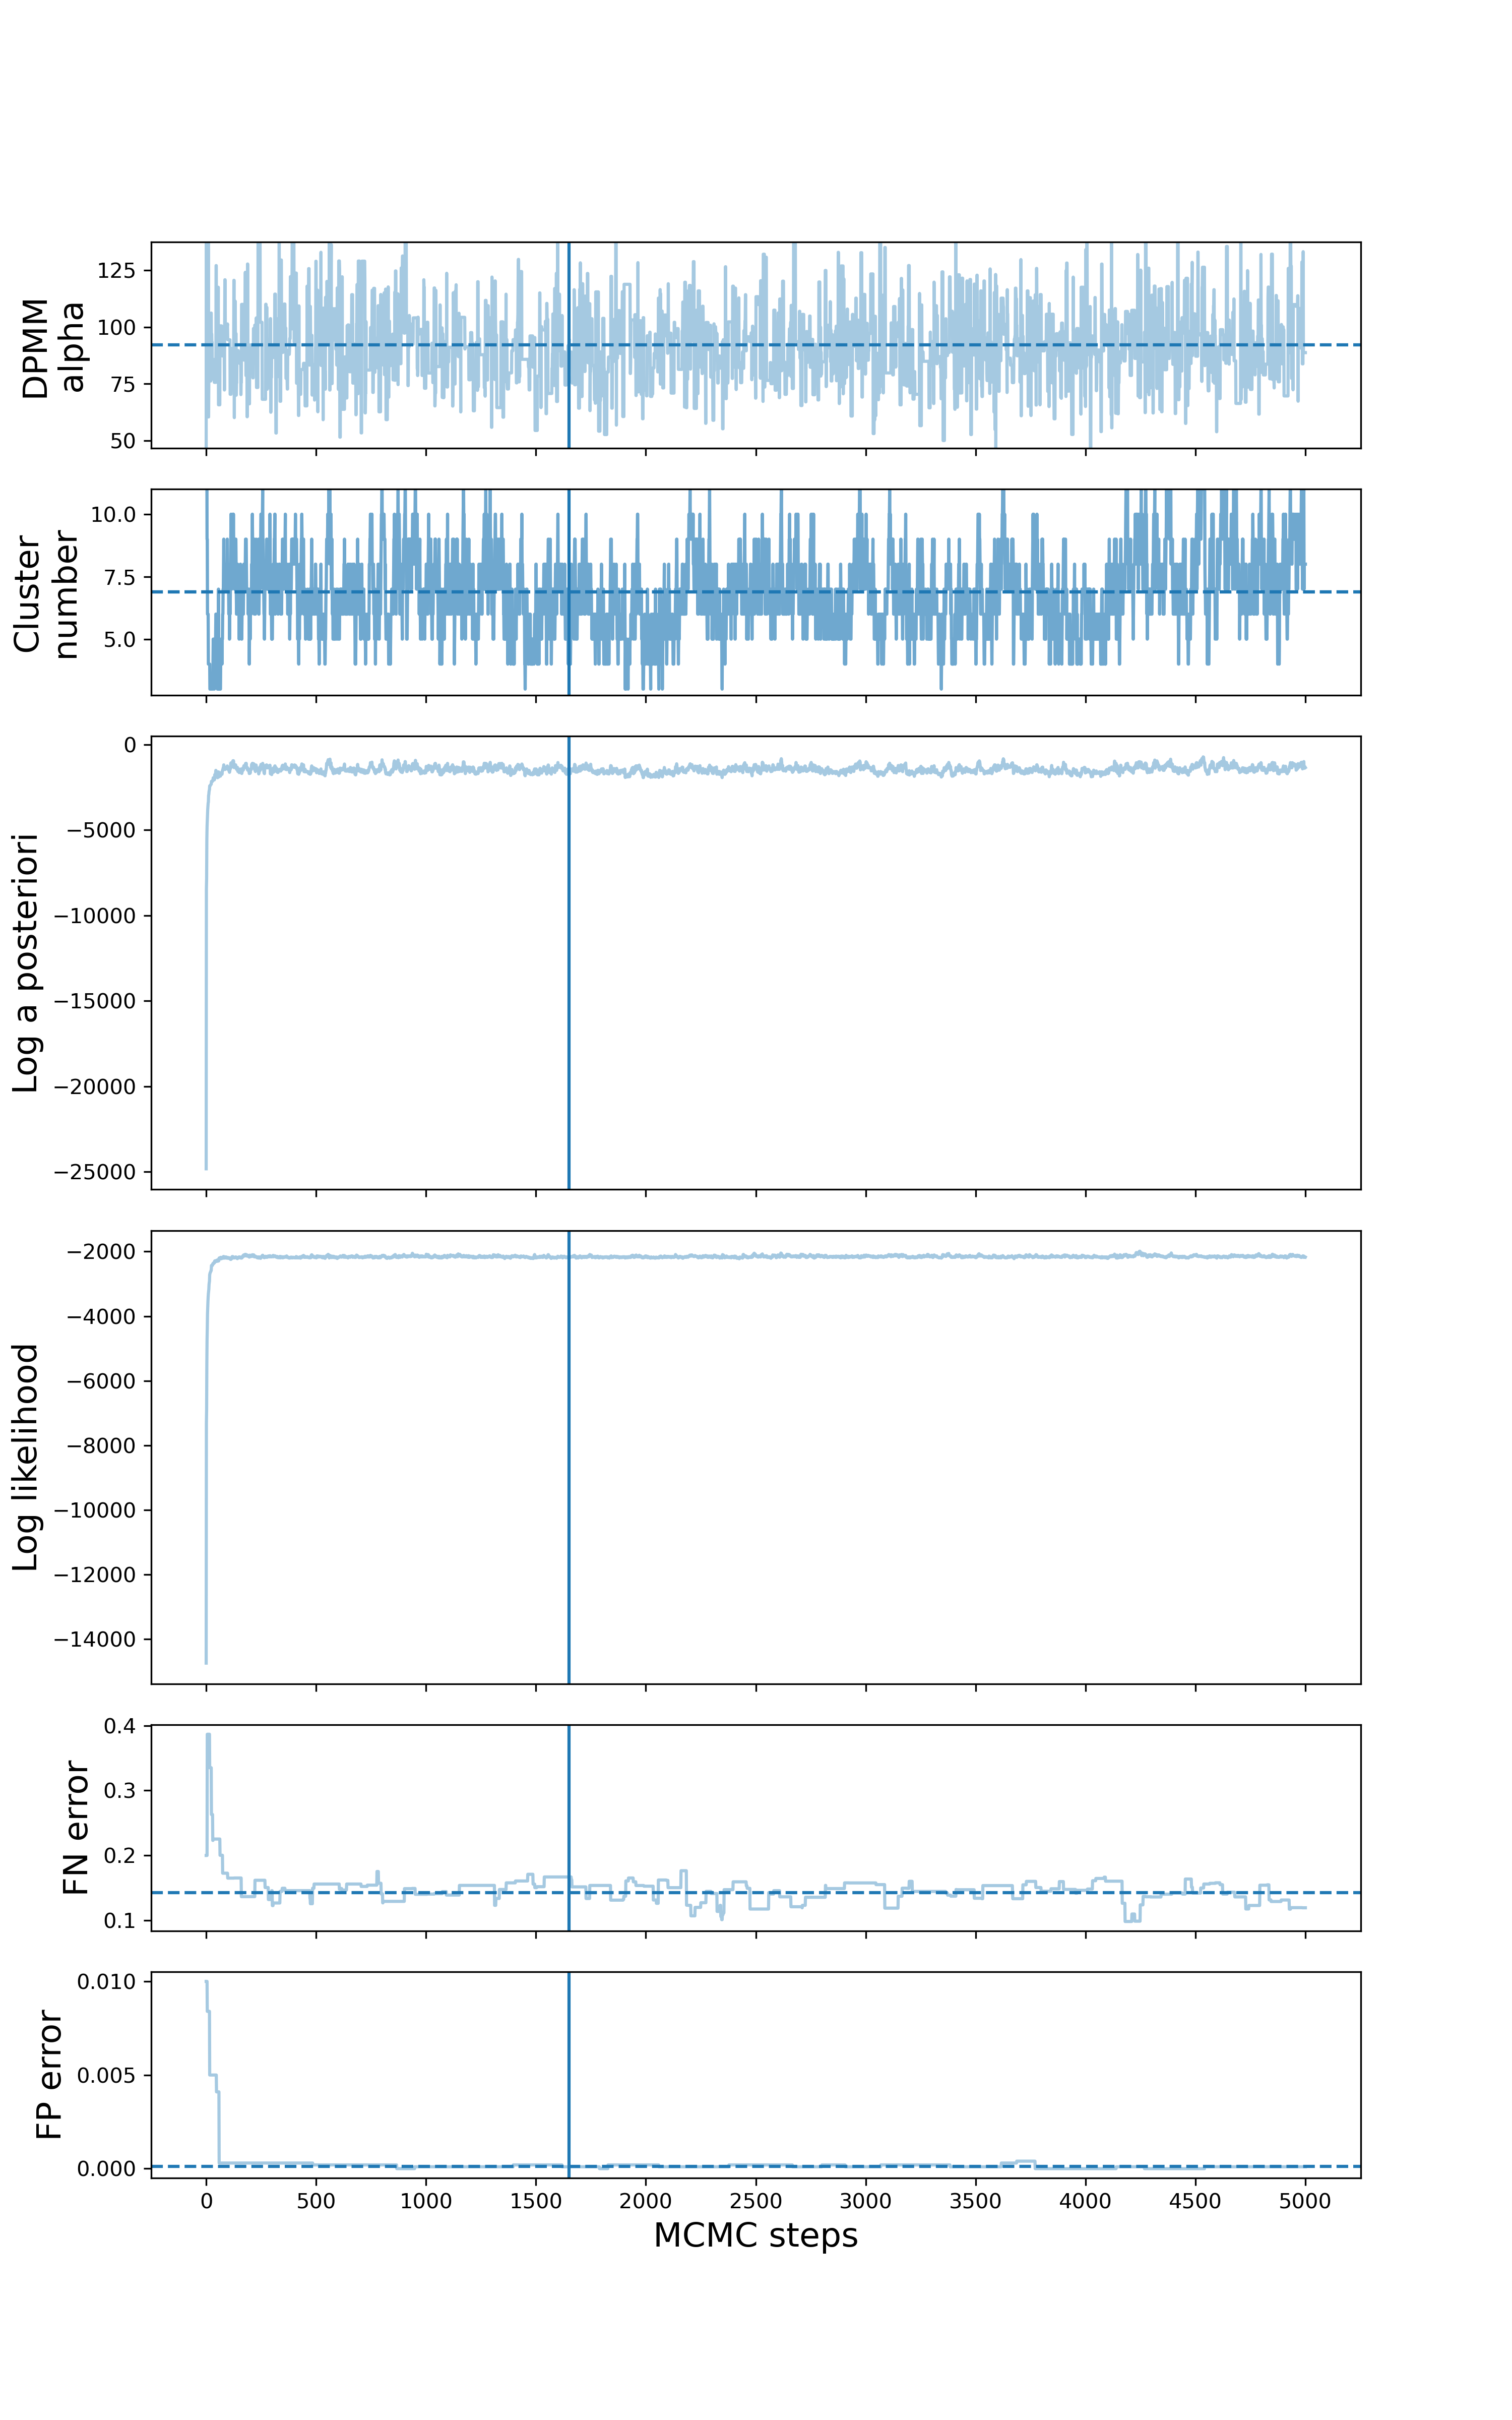 DPMM
alpha
125
100
75
50
Cluster
number
10.0
7.5
5.0
Log a posteriori
0
−5000
−10000
−15000
−20000
−25000
Log likelihood
−2000
−4000
−6000
−8000
−10000
−12000
−14000
FN error
0.4
0.3
0.2
0.1
FP error
0.010
0.005
0.000
0 500 1000 1500 2000 2500 3000 3500 4000 4500 5000
MCMC steps